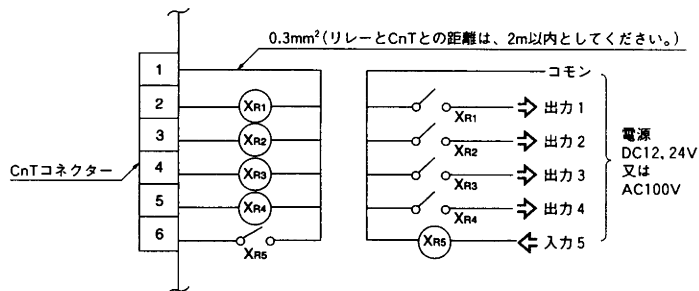 0.3mm²(リレーとCnTとの距離は、2m以内としてください。)
CnTコネクター
1
2
3
4
5
6
XR1
XR2
XR3
XR4
XR5
コモン
XR1
出力1
XR2
出力2
XR3
出力3
XR4
出力4
XR5
入力5
電源
DC12, 24V
又は
AC100V